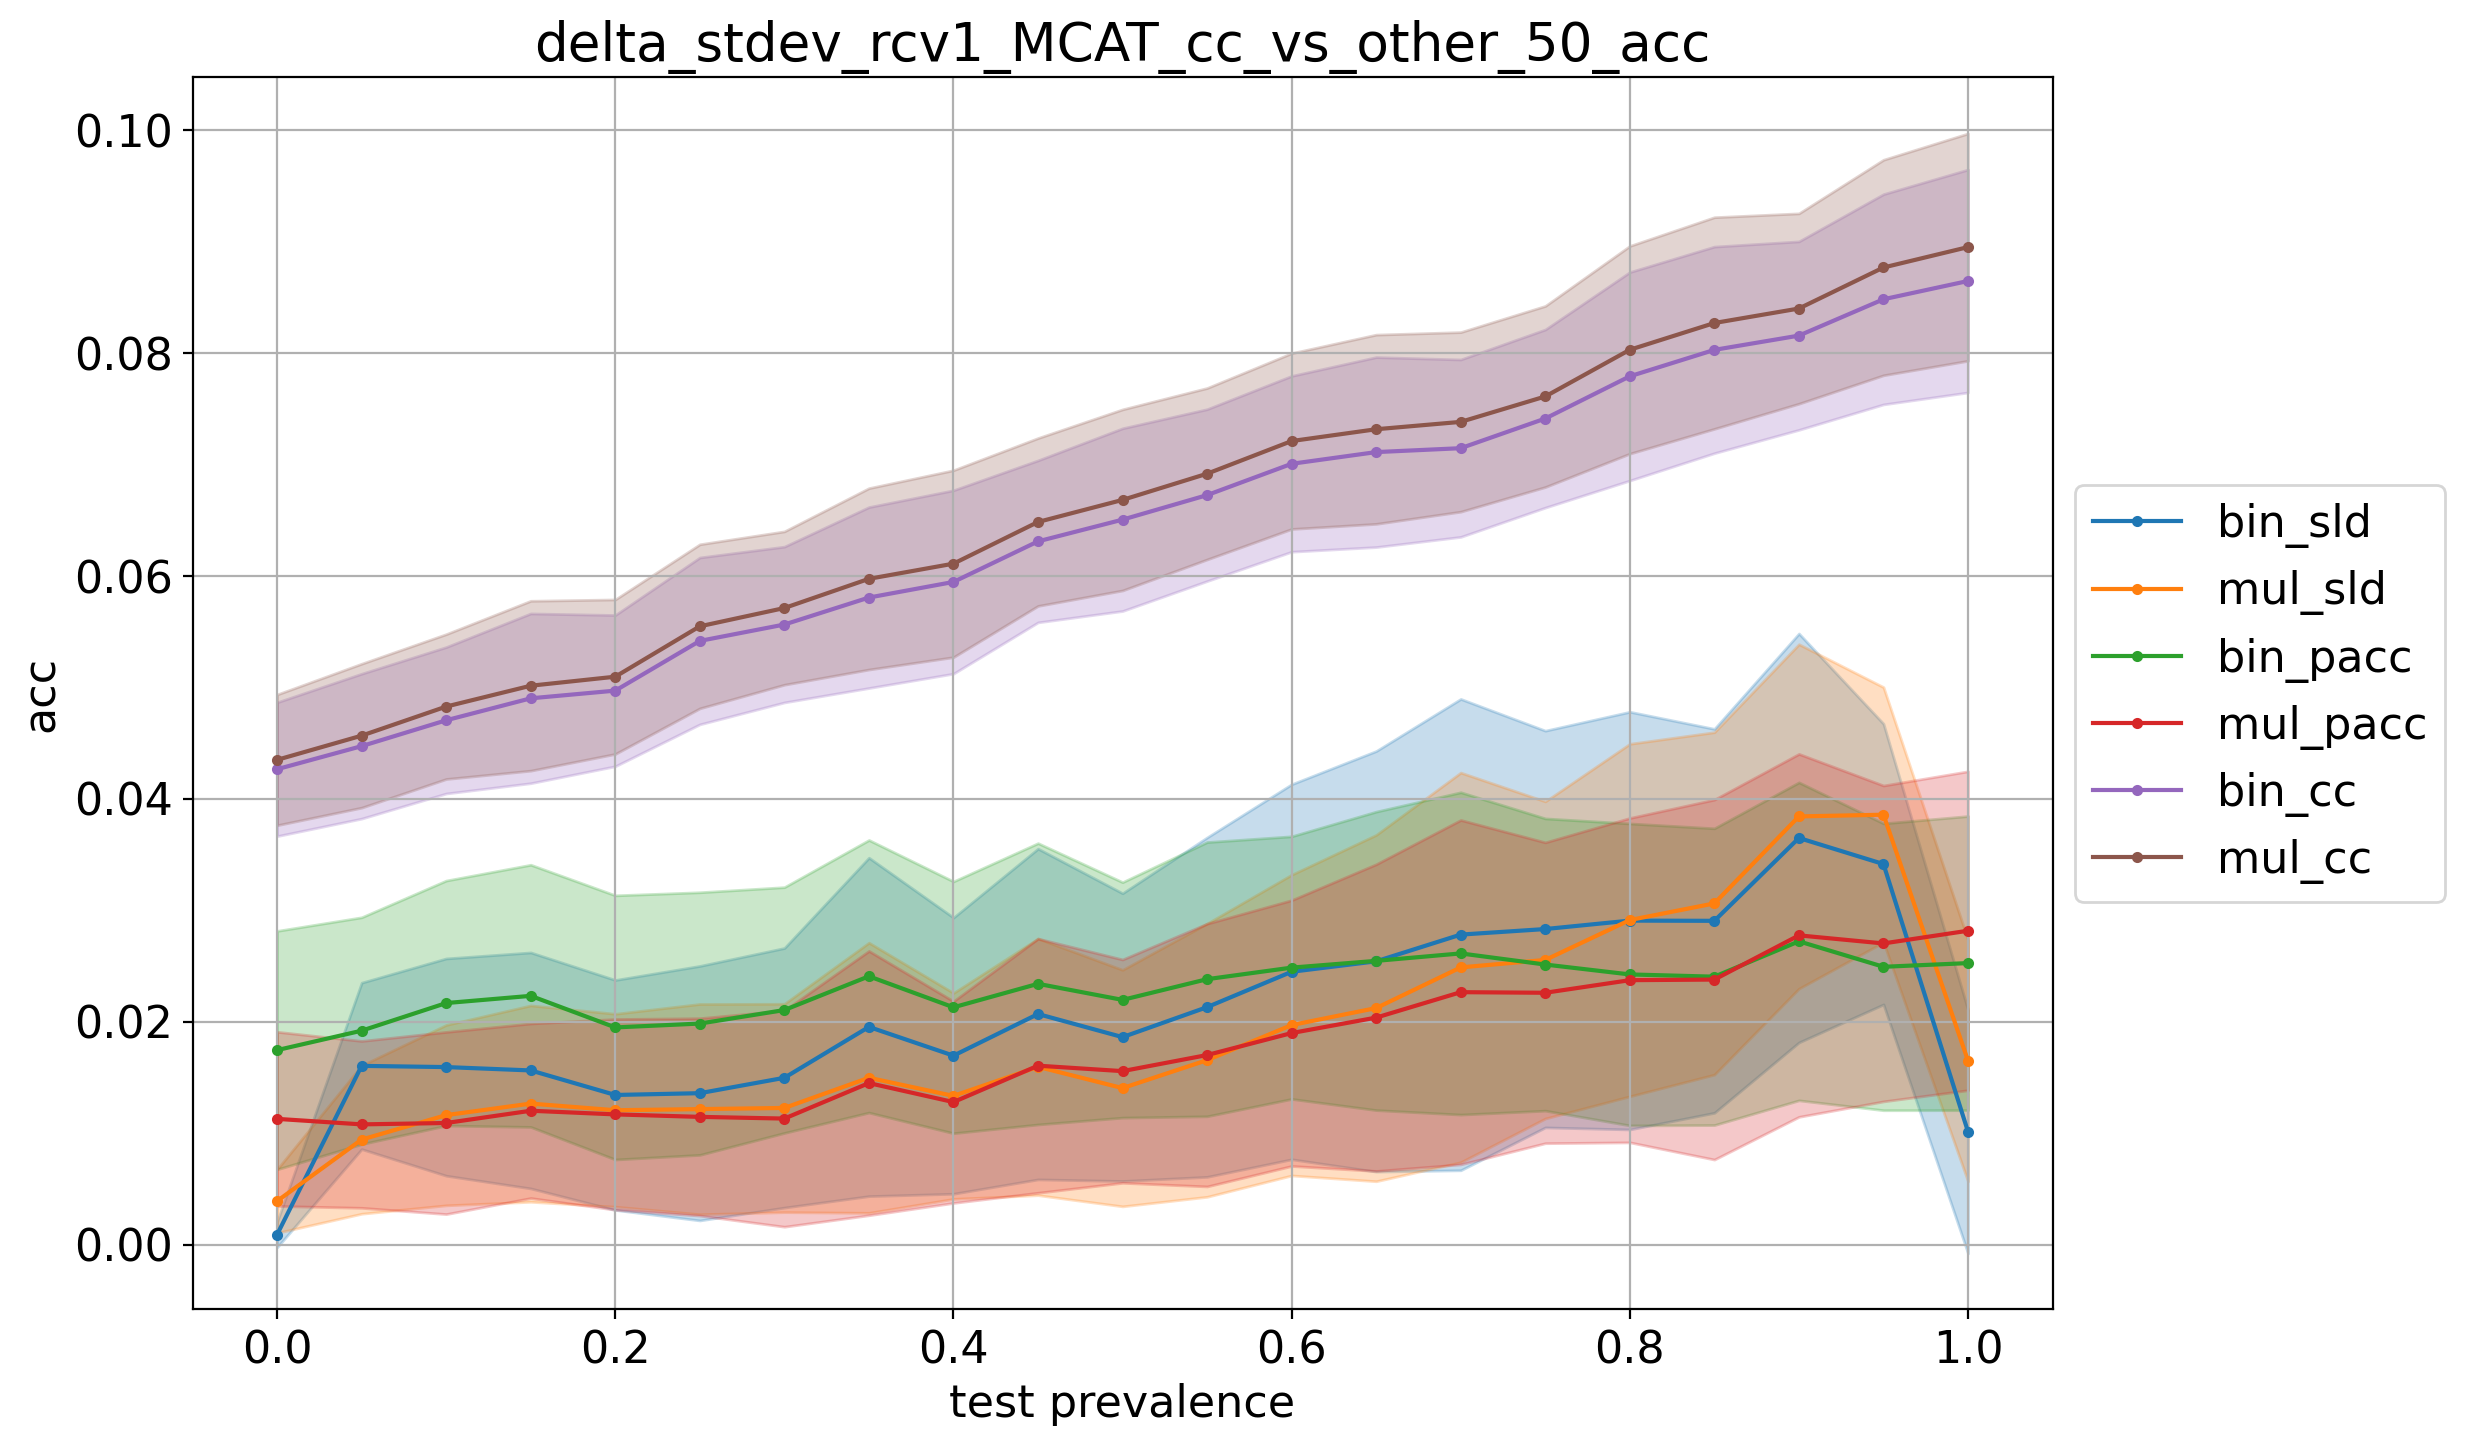 delta_stdev_rcv1_MCAT_cc_vs_other_50_acc
0.10
0.08
0.06
0.04
0.02
0.00
acc
0.0 0.2 0.4 0.6 0.8 1.0
test prevalence
bin_sld
mul_sld
bin_pacc
mul_pacc
bin_cc
mul_cc